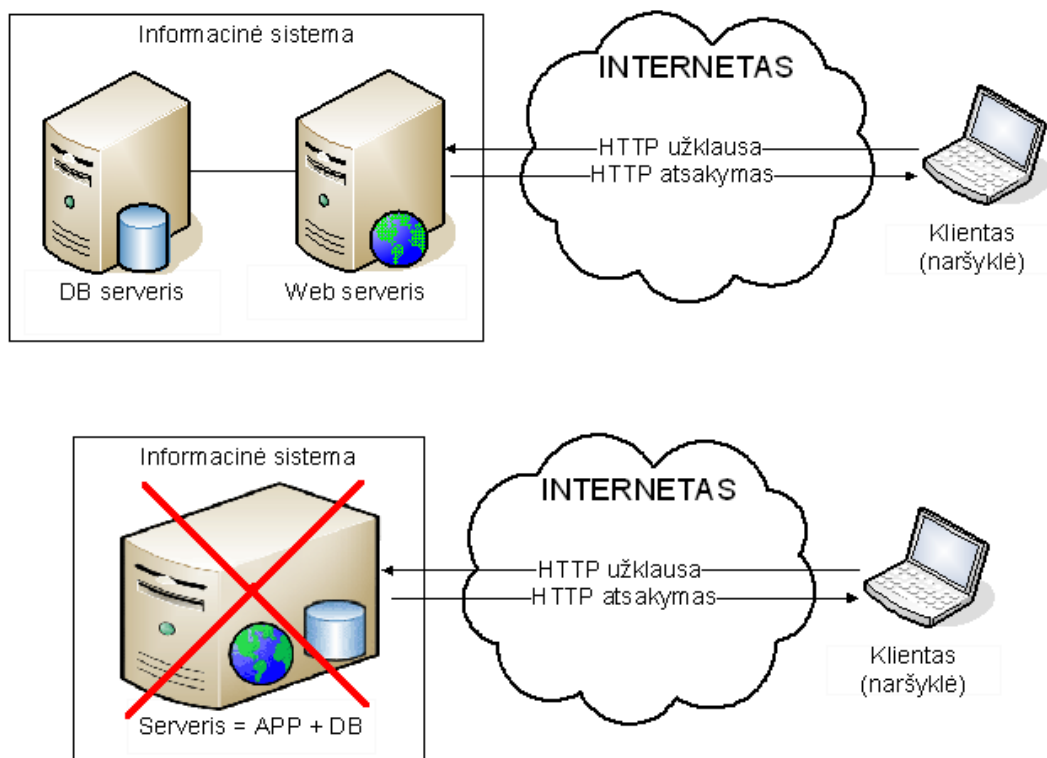 Informacinė sistema
INTERNETAS
HTTP užklausa
HTTP atsakymas
DB serveris
Web serveris
Klientas
(naršyklė)
Informacinė sistema
INTERNETAS
HTTP užklausa
HTTP atsakymas
Serveris = APP + DB
Klientas
(naršyklė)